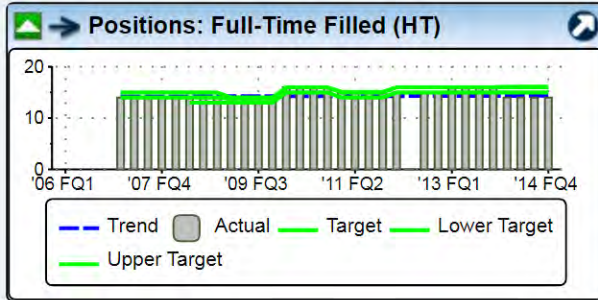 Positions: Full-Time Filled (HT)
20
10
0
'06 FQ1 '07 FQ4 '09 FQ3 '11 FQ2 '13 FQ1 '14 FQ4
Trend Actual Target Lower Target
Upper Target